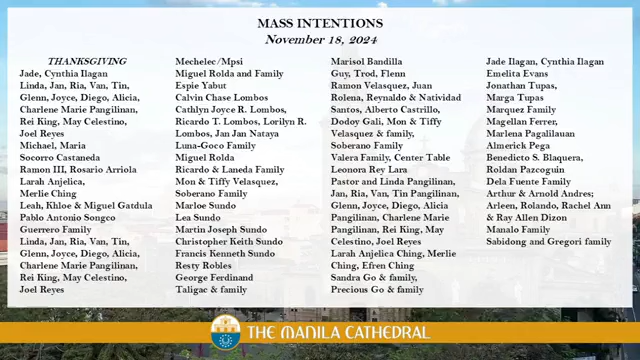 MASS INTENTIONS
November 18, 2024
THANKSGIVING
Jade, Cynthia Ilagan
Linda, Jan, Ria, Van, Tin,
Glenn, Joyce, Diego, Alicia,
Charlene Marie Pangilinan,
Rei King, May Celestino,
Joel Reyes
Michael, Maria
Socorro Castaneda
Ramon III, Rosario Arriola
Larah Anjelica,
Merlie Ching
Leah, Khloe & Miguel Gatdula
Pablo Antonio Songco
Guerrero Family
Linda, Jan, Ria, Van, Tin,
Glenn, Joyce, Diego, Alicia,
Charlene Marie Pangilinan,
Rei King, May Celestino,
Joel Reyes
Mechelec/Mpsi
Miguel Rolda and Family
Espie Yabut
Calvin Chase Lombos
Cathlyn Joyce R. Lombos,
Ricardo T. Lombos, Lorilyn R.
Lombos, Jan Jan Nataya
Luna-Goco Family
Miguel Rolda
Ricardo & Laneda Family
Mon & Tiffy Velasquez,
Soberano Family
Marloe Sundo
Lea Sundo
Martin Joseph Sundo
Christopher Keith Sundo
Francis Kenneth Sundo
Resty Robles
George Ferdinand
Taligac & family
Marisol Bandilla
Guy, Trod, Flenn
Ramon Velasquez, Juan
Rolena, Reynaldo & Natividad
Santos, Alberto Castrillo,
Dodoy Gali, Mon & Tiffy
Velasquez & family,
Soberano Family
Valera Family, Center Table
Leonora Rey Lara
Pastor and Linda Pangilinan,
Jan, Ria, Van, Tin Pangilinan,
Glenn, Joyce, Diego, Alicia
Pangilinan, Charlene Marie
Pangilinan, Rei King, May
Celestino, Joel Reyes
Larah Anjelica Ching, Merlie
Ching, Efren Ching
Sandra Go & family,
Precious Go & family
Jade Ilagan, Cynthia Ilagan
Emelita Evans
Jonathan Tupas,
Marga Tupas
Marquez Family
Magellan Ferrer,
Marlena Pagalilauan
Almerick Pega
Benedicto S. Blaquera,
Roldan Pazcoguin
Dela Fuente Family
Arthur & Arnold Andres;
Arleen, Rolando, Rachel Ann
& Ray Allen Dizon
Manalo Family
Sabidong and Gregori family
THE MANILA CATHEDRAL